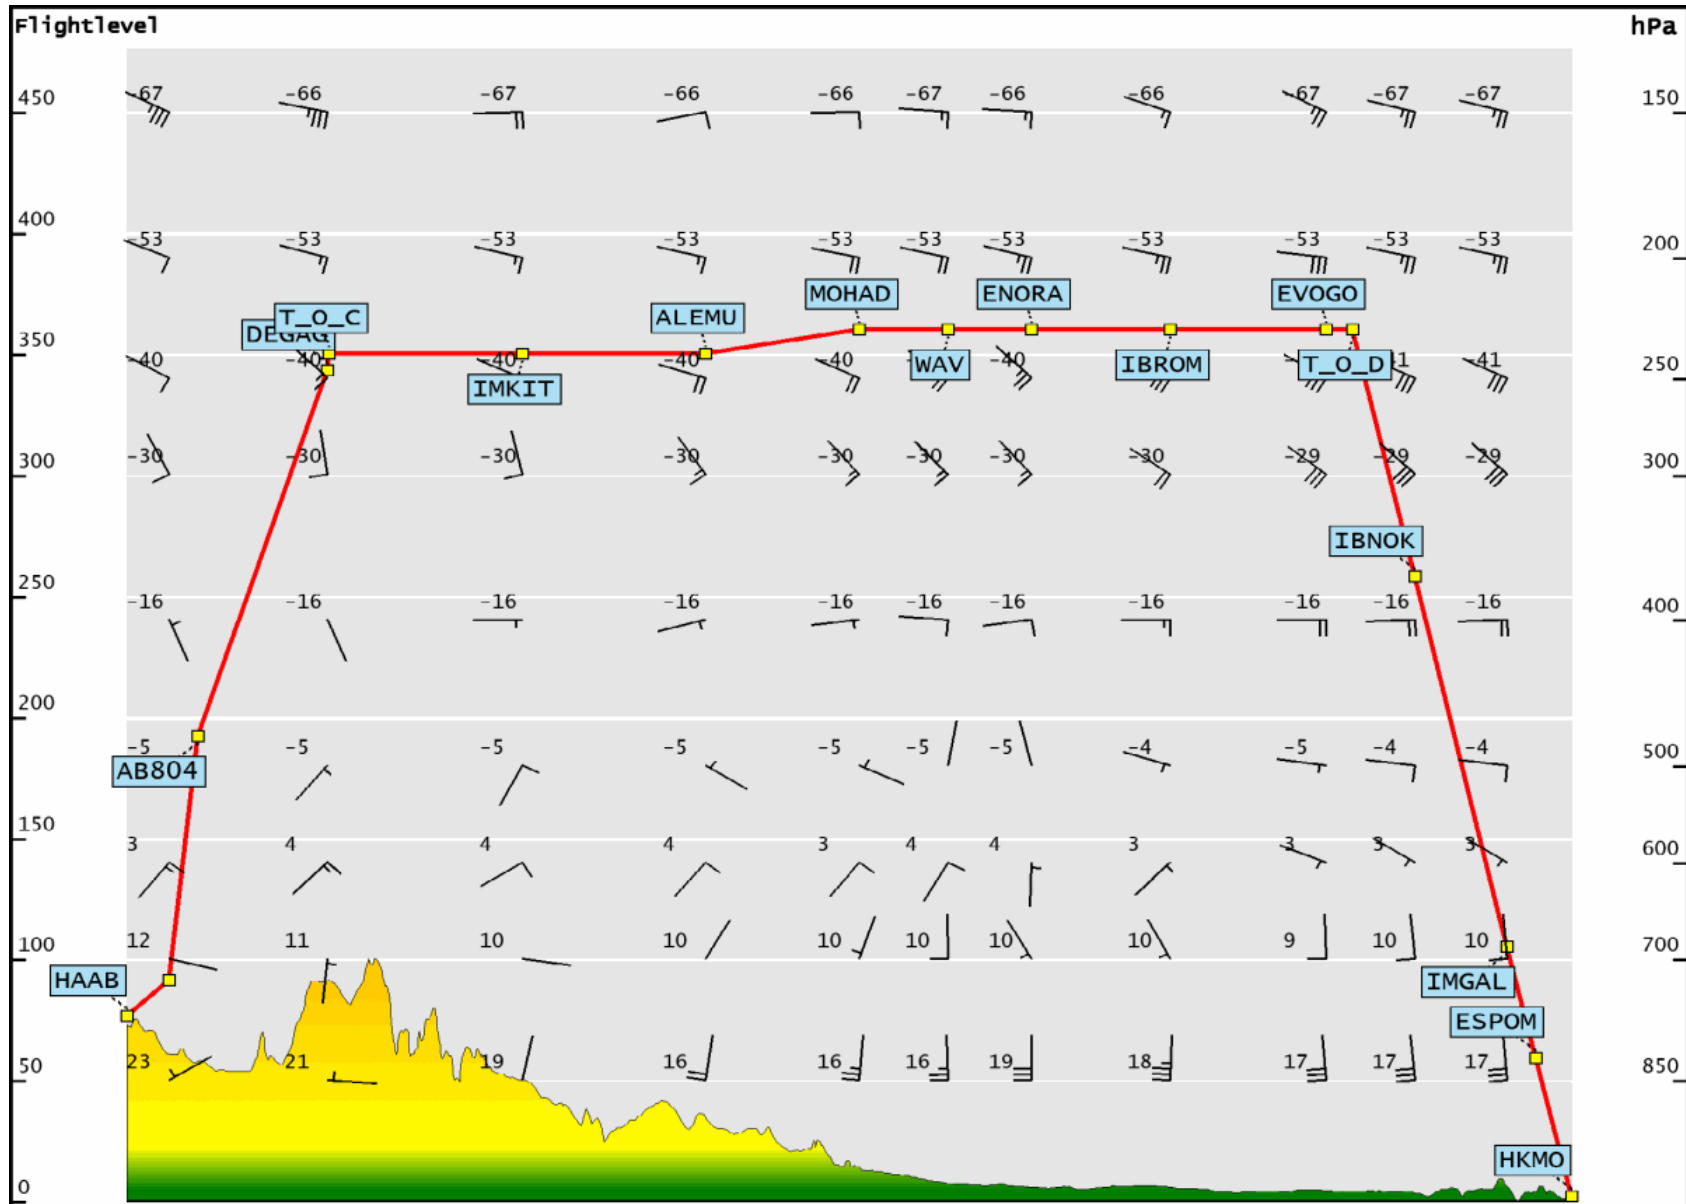 Flightlevel hPa
-67 -66 -67 -66 -66 -67 -66 -66 -67 -67 -67
450 150
400
-53 -53 -53 -53 -53 -53 -53 -53 -53 -53 -53
200
MOHAD ENORA EVOGO
T_O_C ALEMU
DEGAG
350
-40 -40 -40 -40 -40 -41
250
WAV IBROM T_O_D
IMKIT
-30 -30 -30 -30 -30 -30 -30 -30 -29 -29 -29
300 300
IBNOK
250
-16 -16 -16 -16 -16 -16 -16 -16 -16 -16 -16
400
200
-5 -5 -5 -5 -5 -5 -5 -4 -5 -4 -4
500
AB804
150
3 4 4 4 3 4 4 3 3 3 3
600
12 11 10 10 10 10 10 10 9 10 10
100 700
HAAB IMGAL
ESPOM
23 21 19 16 16 16 19 18 17 17 17
50 850
HKMO
0